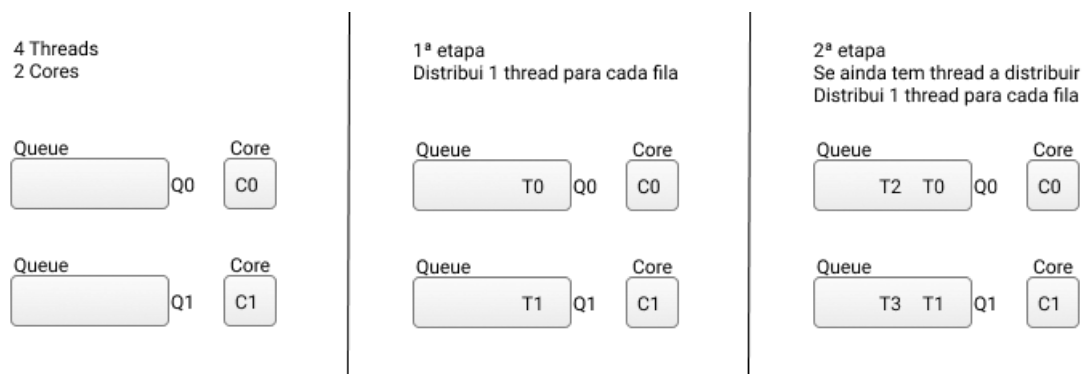 4 Threads
2 Cores
Queue
Core
Q0
C0
Queue
Core
Q1
C1
1ª etapa
Distribui 1 thread para cada fila
Queue
Core
T0
Q0
C0
Queue
Core
T1
Q1
C1
2ª etapa
Se ainda tem thread a distribuir
Distribui 1 thread para cada fila
Queue
Core
T2 T0
Q0
C0
Queue
Core
T3 T1
Q1
C1